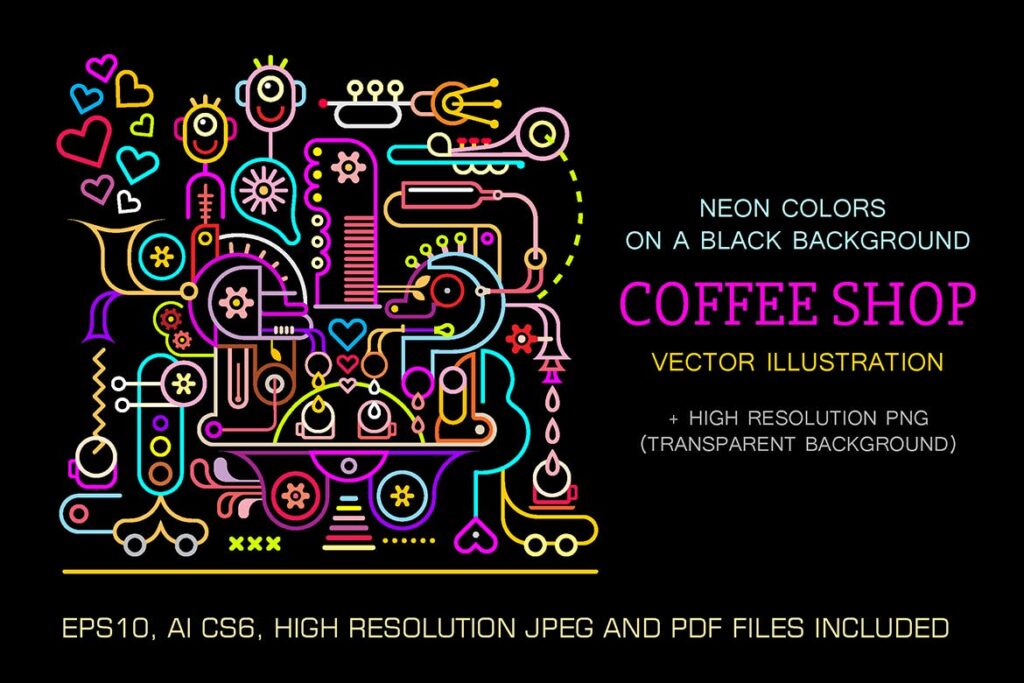 NEON COLORS
ON A BLACK BACKGROUND
COFFEE SHOP
VECTOR ILLUSTRATION
+ HIGH RESOLUTION PNG
(TRANSPARENT BACKGROUND)
EPS10, AI CS6, HIGH RESOLUTION JPEG AND PDF FILES INCLUDED